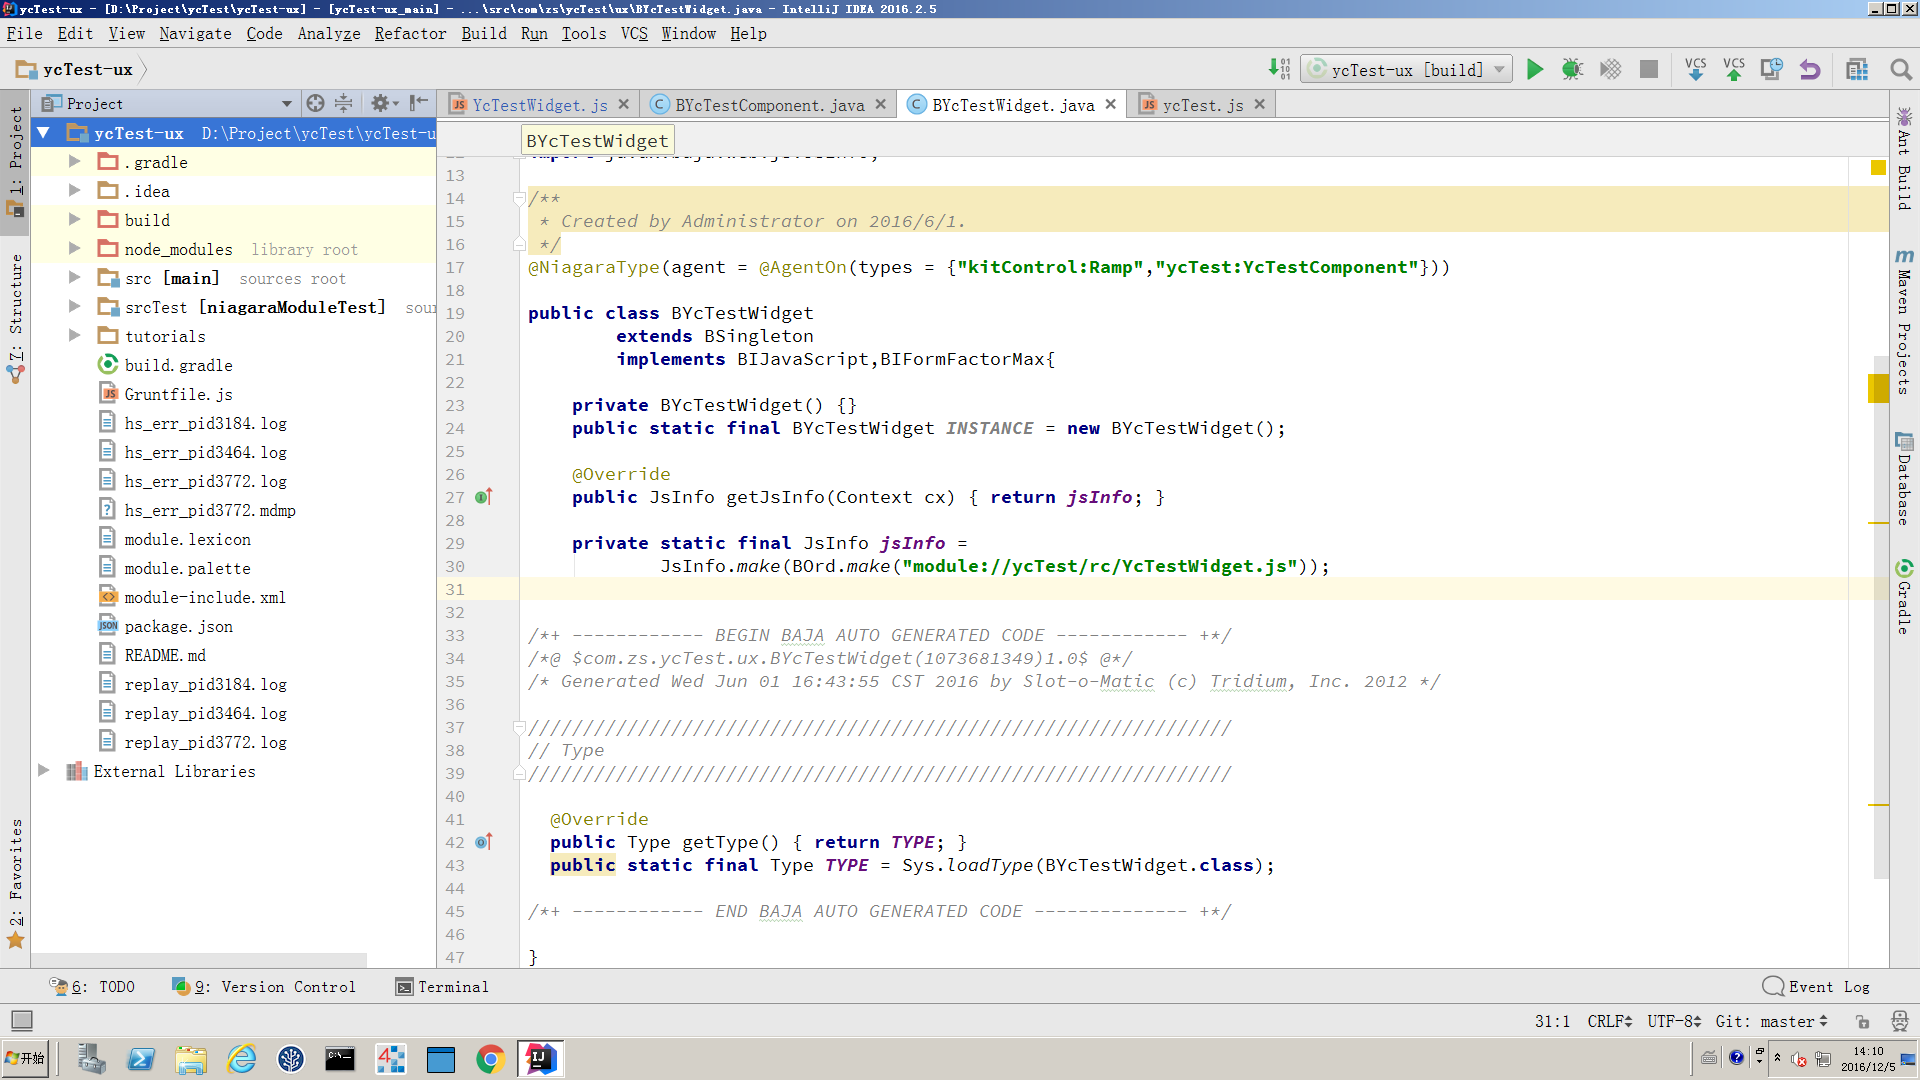 ycTest-ux - [D:\Project\ycTest\ycTest-ux] - [ycTest-ux_main] - ...\src\com\zs\ycTest\ux\BYcTestWidget.java - IntelliJ IDEA 2016.2.5
File Edit View Navigate Code Analyze Refactor Build Run Tools VCS Window Help
ycTest-ux
ycTest-ux [build]
VCS VCS
Project
YcTestWidget.js
BYcTestComponent.java
BYcTestWidget.java
ycTest.js
1: Project
7: Structure
2: Favorites
ycTest-ux D:\Project\ycTest\ycTest-u
.gradle
.idea
build
node_modules library root
src [main] sources root
srcTest [niagaraModuleTest] sour
tutorials
build.gradle
Gruntfile.js
hs_err_pid3184.log
hs_err_pid3464.log
hs_err_pid3772.log
hs_err_pid3772.mdmp
module.lexicon
module.palette
module-include.xml
package.json
README.md
replay_pid3184.log
replay_pid3464.log
replay_pid3772.log
External Libraries
BYcTestWidget
13
14 /**
15 * Created by Administrator on 2016/6/1.
16 */
17 @NiagaraType(agent = @AgentOn(types = {"kitControl:Ramp","ycTest:YcTestComponent"}))
18
19 public class BYcTestWidget
20 extends BSingleton
21 implements BIJavaScript,BIFormFactorMax{
22
23 private BYcTestWidget() {}
24 public static final BYcTestWidget INSTANCE = new BYcTestWidget();
25
26 @Override
27 public JsInfo getJsInfo(Context cx) { return jsInfo; }
28
29 private static final JsInfo jsInfo =
30 JsInfo.make(BOrd.make("module://ycTest/rc/YcTestWidget.js"));
31
32
33 /*+ ------------ BEGIN BAJA AUTO GENERATED CODE ------------ +*/
34 /*@ $com.zs.ycTest.ux.BYcTestWidget(1073681349)1.0$ @*/
35 /* Generated Wed Jun 01 16:43:55 CST 2016 by Slot-o-Matic (c) Tridium, Inc. 2012 */
36
37 ////////////////////////////////////////////////////////////////
38 // Type
39 ////////////////////////////////////////////////////////////////
40
41 @Override
42 public Type getType() { return TYPE; }
43 public static final Type TYPE = Sys.loadType(BYcTestWidget.class);
44
45 /*+ ------------ END BAJA AUTO GENERATED CODE -------------- +*/
46
47 }
Ant Build
Maven Projects
Database
Gradle
6: TODO
9: Version Control
Terminal
Event Log
31:1 CRLF UTF-8 Git: master
开始
14:10
2016/12/5